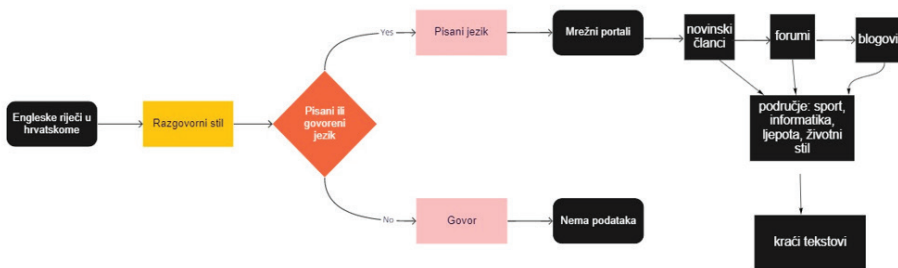 Engleske riječi u
hrvatskome
Razgovorni stil
Pisani ili
govoreni
jezik
Yes
Pisani jezik
Mrežni portali
novinski
članci
forumi
blogovi
područje: sport,
informatika,
ljepota, životni
stil
kraći tekstovi
No
Govor
Nema podataka